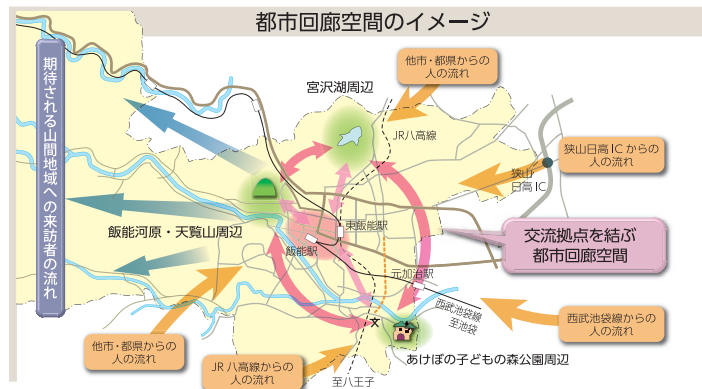 都市回廊空間のイメージ
期待される山間地域への来訪者の流れ
他市・都県からの
人の流れ
宮沢湖周辺
JR八高線
狭山日高ICからの
人の流れ
狭山
日高IC
飯能河原・天覧山周辺
東飯能駅
飯能駅
交流拠点を結ぶ
都市回廊空間
元加治駅
西武池袋線
至池袋
西武池袋線からの
人の流れ
他市・都県からの
人の流れ
文
あけぼの子どもの森公園周辺
JR八高線からの
人の流れ
至八王子